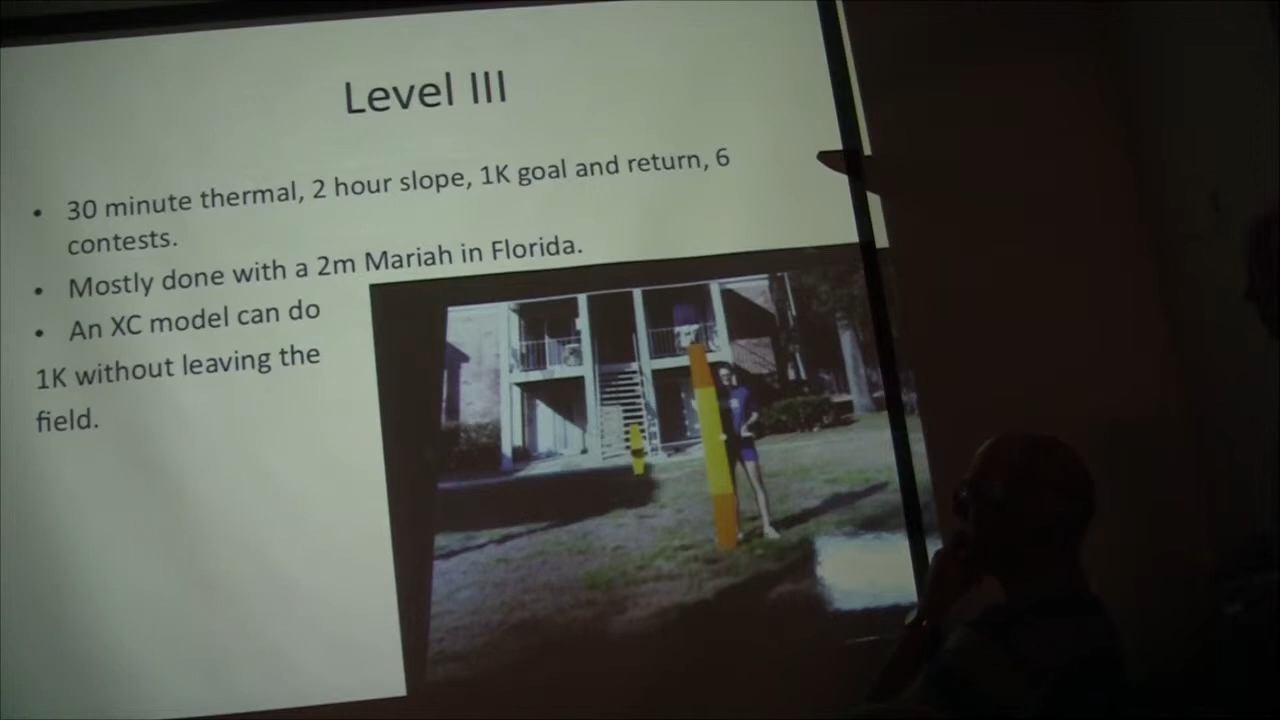 Level III
• 30 minute thermal, 2 hour slope, 1K goal and return, 6
contests.
• Mostly done with a 2m Mariah in Florida.
• An XC model can do
1K without leaving the
field.